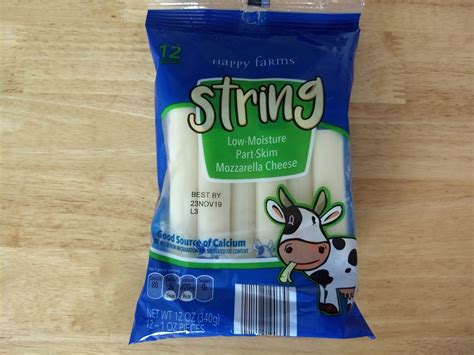 12
HAPPY FARMS
string
Low-Moisture
Part-Skim
Mozzarella Cheese
BEST BY
23NOV19
L3
Good Source of Calcium
80
NET WT 12 OZ (340g)
12 - 1 OZ PIECES